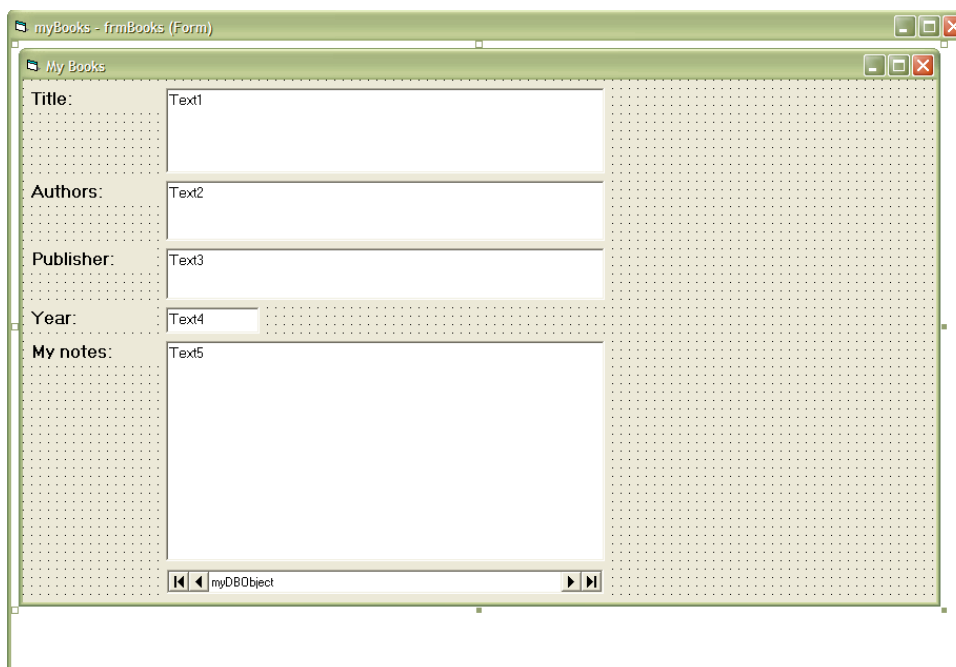 myBooks - frmBooks (Form)
My Books
Title:
Text1
Authors:
Text2
Publisher:
Text3
Year:
Text4
My notes:
Text5
myDBObject